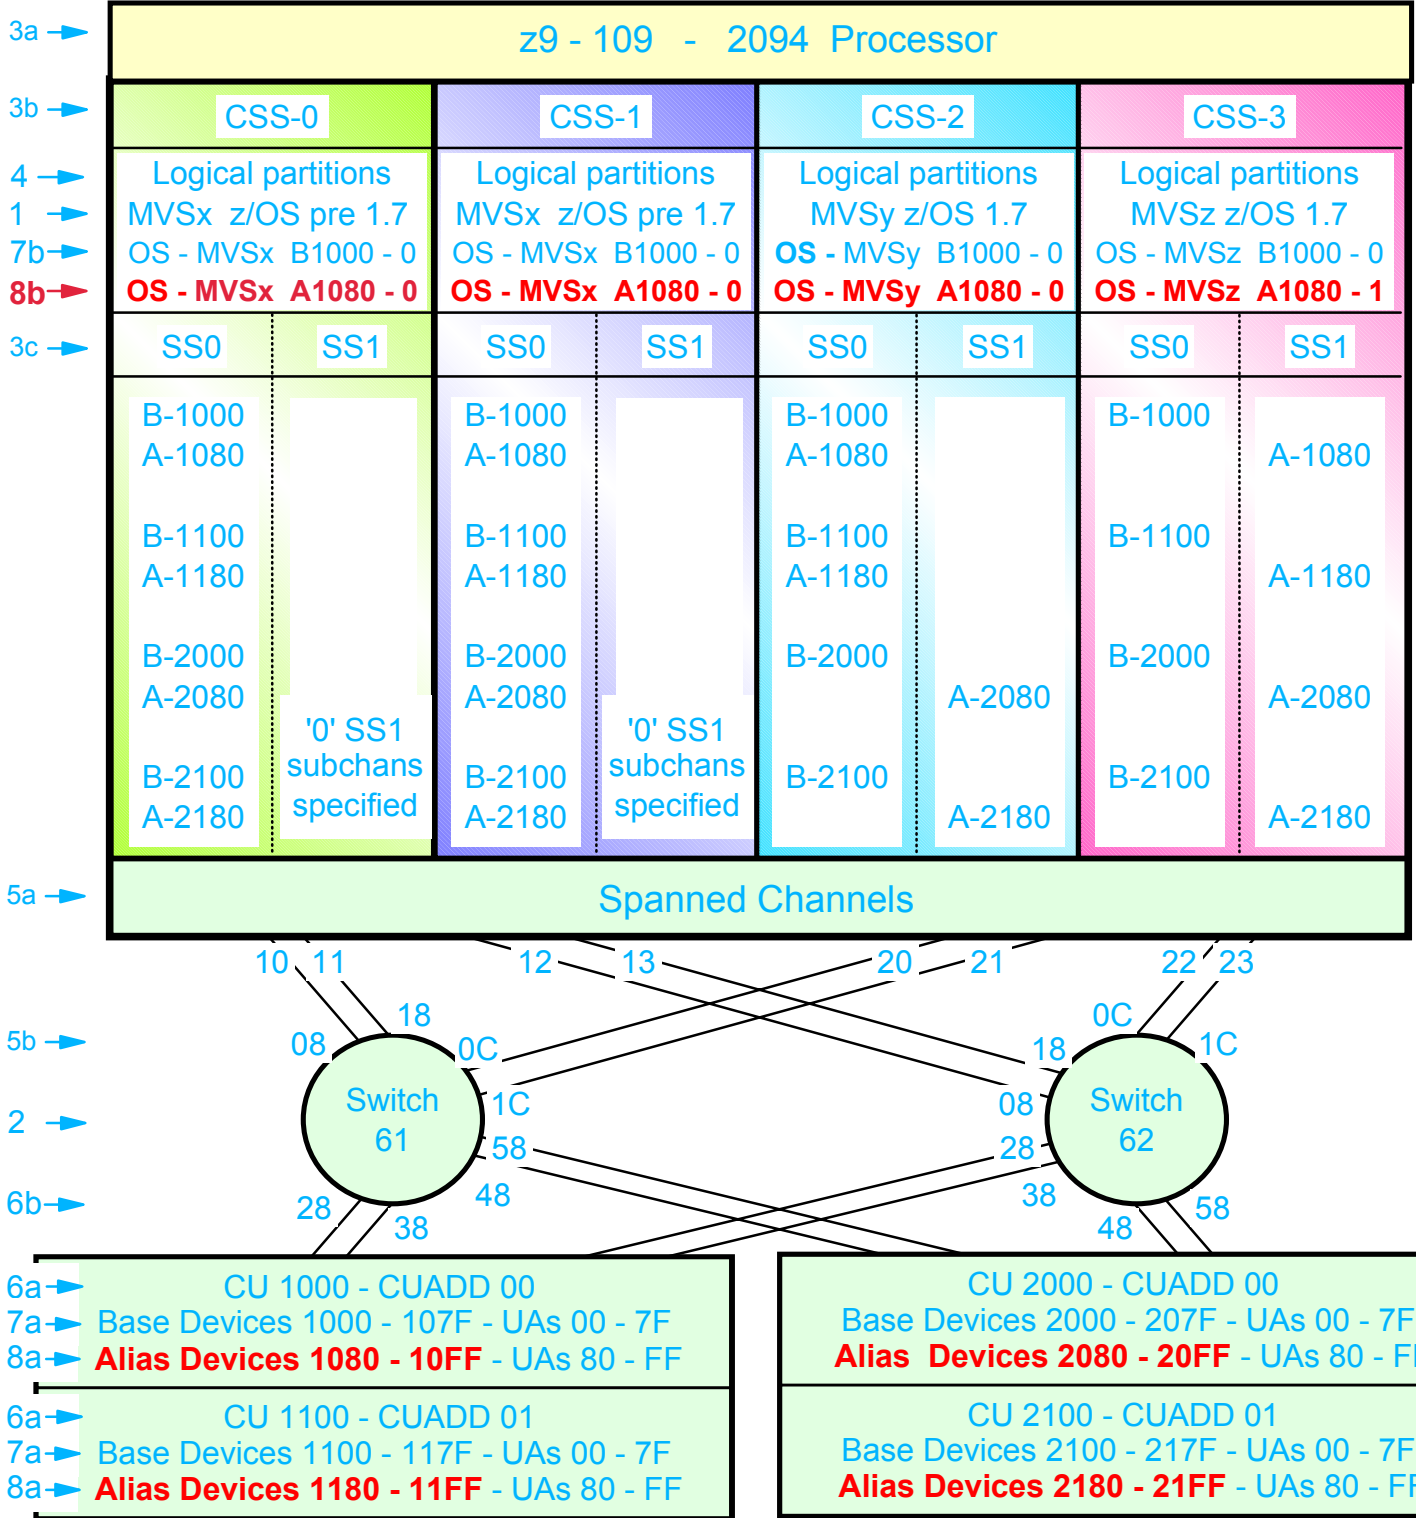 3a
z9 - 109 - 2094 Processor
3b
CSS-0 CSS-1 CSS-2 CSS-3
4
Logical partitions Logical partitions Logical partitions Logical partitions
1
MVSx z/OS pre 1.7 MVSx z/OS pre 1.7 MVSy z/OS 1.7 MVSz z/OS 1.7
7b
OS - MVSx B1000 - 0 OS - MVSx B1000 - 0 OS - MVSy B1000 - 0 OS - MVSz B1000 - 0
8b
OS - MVSx A1080 - 0 OS - MVSx A1080 - 0 OS - MVSy A1080 - 0 OS - MVSz A1080 - 1
3c
SS0 SS1 SS0 SS1 SS0 SS1 SS0 SS1
B-1000 B-1000 B-1000 B-1000
A-1080 A-1080 A-1080 A-1080
B-1100 B-1100 B-1100 B-1100
A-1180 A-1180 A-1180 A-1180
B-2000 B-2000 B-2000 B-2000
A-2080 A-2080 A-2080 A-2080
'0' SS1 '0' SS1
subchans subchans
B-2100 B-2100 B-2100 B-2100
specified specified
A-2180 A-2180 A-2180 A-2180
5a
Spanned Channels
10 11 12 13 20 21 22 23
18 0C
5b
08 0C 18 1C
Switch Switch
1C 08
2
61 62
58 28
48 38
6b
28 58
38 48
6a
CU 1000 - CUADD 00
7a
Base Devices 1000 - 107F - UAs 00 - 7F
8a
Alias Devices 1080 - 10FF - UAs 80 - FF
6a
CU 1100 - CUADD 01
7a
Base Devices 1100 - 117F - UAs 00 - 7F
8a
Alias Devices 1180 - 11FF - UAs 80 - FF
CU 2000 - CUADD 00
Base Devices 2000 - 207F - UAs 00 - 7F
Alias Devices 2080 - 20FF - UAs 80 - FF
CU 2100 - CUADD 01
Base Devices 2100 - 217F - UAs 00 - 7F
Alias Devices 2180 - 21FF - UAs 80 - FF